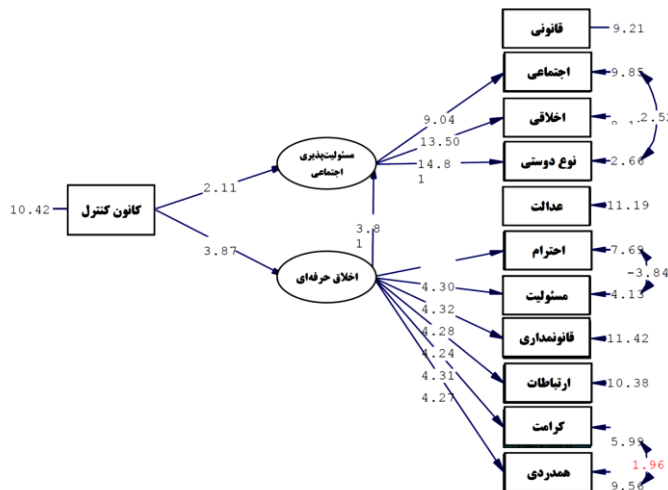 قانونی
9.21
اجتماعی
9.85
2.52
9.04
اخلاقی
13.50
مسئولیت‌پذیری
اجتماعی
14.8
1
نوع دوستی
2.66
2.11
عدالت
11.19
10.42
کانون کنترل
3.8
1
احترام
7.69
3.87
-3.84
اخلاق حرفه‌ای
4.30
مسئولیت
4.13
4.32
قانونمداری
11.42
4.28
4.24
ارتباطات
10.38
4.31
4.27
کرامت
5.99
1.96
همدردی
9.56